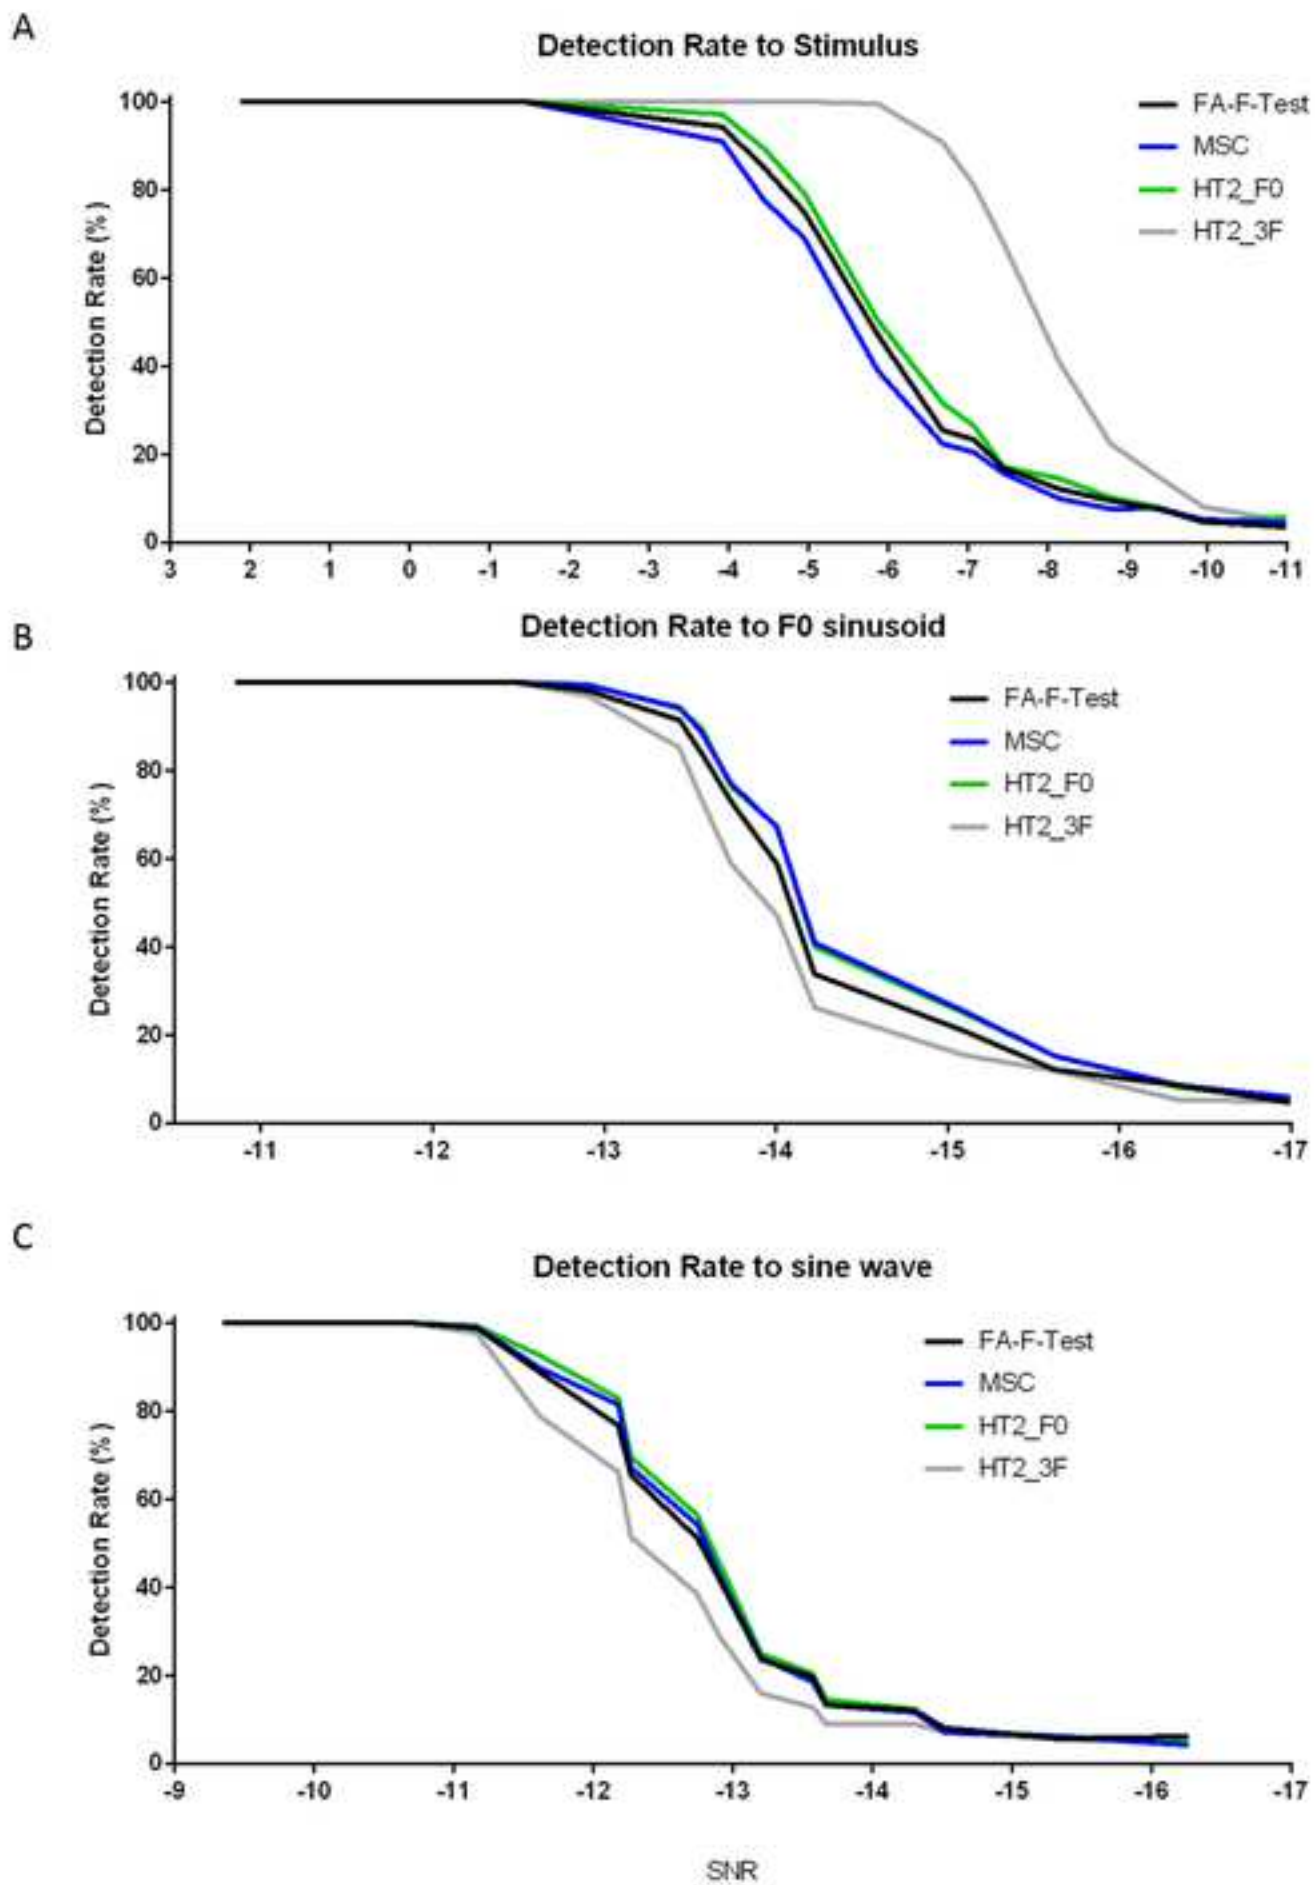 A
Detection Rate to Stimulus
FA-F-Test
MSC
HT2_F0
HT2_3F
Detection Rate (%)
100
80
60
40
20
0
3 2 1 0 -1 -2 -3 -4 -5 -6 -7 -8 -9 -10 -11
B
Detection Rate to F0 sinusoid
FA-F-Test
MSC
HT2_F0
HT2_3F
Detection Rate (%)
100
80
60
40
20
0
-11 -12 -13 -14 -15 -16 -17
C
Detection Rate to sine wave
FA-F-Test
MSC
HT2_F0
HT2_3F
Detection Rate (%)
100
80
60
40
20
0
-9 -10 -11 -12 -13 -14 -15 -16 -17
SNR